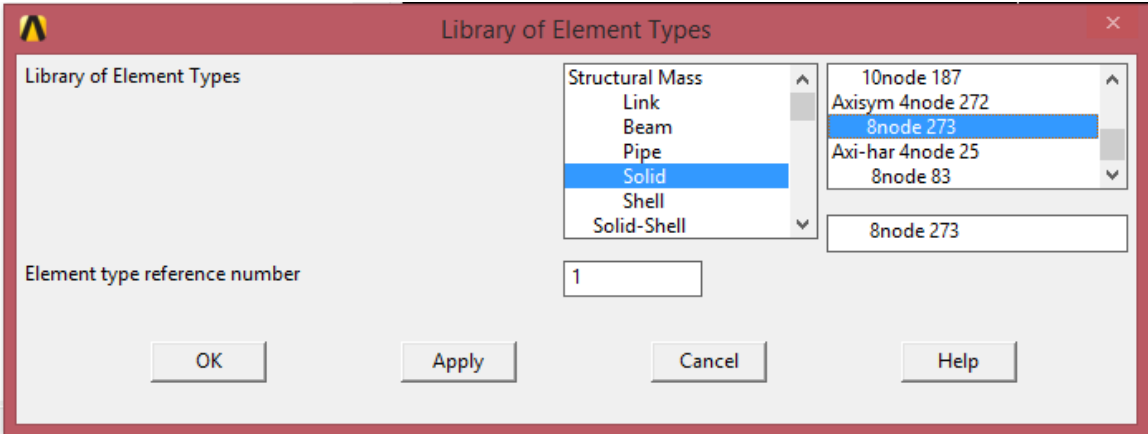 Library of Element Types
Library of Element Types
Structural Mass
Link
Beam
Pipe
Solid
Shell
Solid-Shell
10node 187
Axisym 4node 272
8node 273
Axi-har 4node 25
8node 83
8node 273
Element type reference number
1
OK
Apply
Cancel
Help